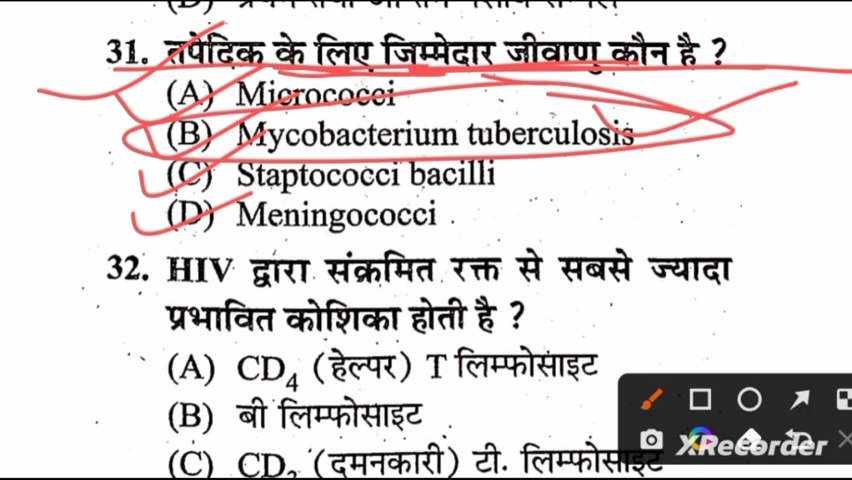 31. तपेदिक के लिए जिम्मेदार जीवाणु कौन है ?
(A) Micrococci
(B) Mycobacterium tuberculosis
(C) Staptococci bacilli
(D) Meningococci
32. HIV द्वारा संक्रमित रक्त से सबसे ज्यादा
प्रभावित कोशिका होती है ?
(A) CD4 (हेल्पर) T लिम्फोसाइट
(B) बी लिम्फोसाइट
(C) CD (दमनकारी) टी. लिम्फोसाइट
XRecorder